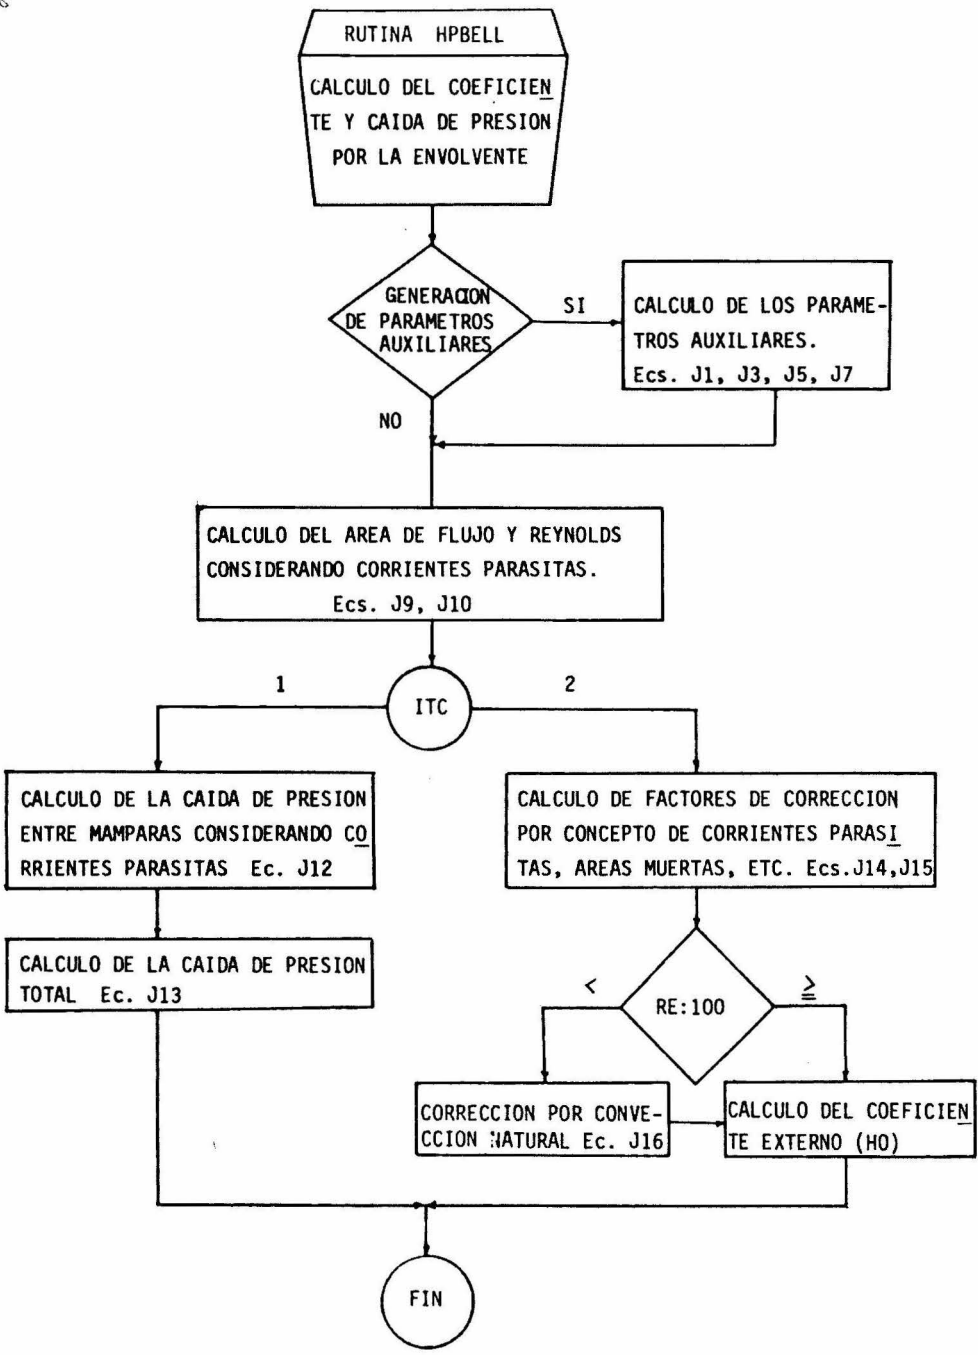 RUTINA HPBELL
CALCULO DEL COEFICIEN
TE Y CAIDA DE PRESION
POR LA ENVOLVENTE
GENERACION
DE PARAMETROS
AUXILIARES
SI
CALCULO DE LOS PARAME-
TROS AUXILIARES.
Ecs. J1, J3, J5, J7
NO
CALCULO DEL AREA DE FLUJO Y REYNOLDS
CONSIDERANDO CORRIENTES PARASITAS.
Ecs. J9, J10
1
ITC
2
CALCULO DE LA CAIDA DE PRESION
ENTRE MAMPARAS CONSIDERANDO CO
RRIENTES PARASITAS Ec. J12
CALCULO DE FACTORES DE CORRECCION
POR CONCEPTO DE CORRIENTES PARASI
TAS, AREAS MUERTAS, ETC. Ecs.J14,J15
CALCULO DE LA CAIDA DE PRESION
TOTAL Ec. J13
<
RE:100
≥
CORRECCION POR CONVE-
CCION NATURAL Ec. J16
CALCULO DEL COEFICIEN
TE EXTERNO (HO)
FIN